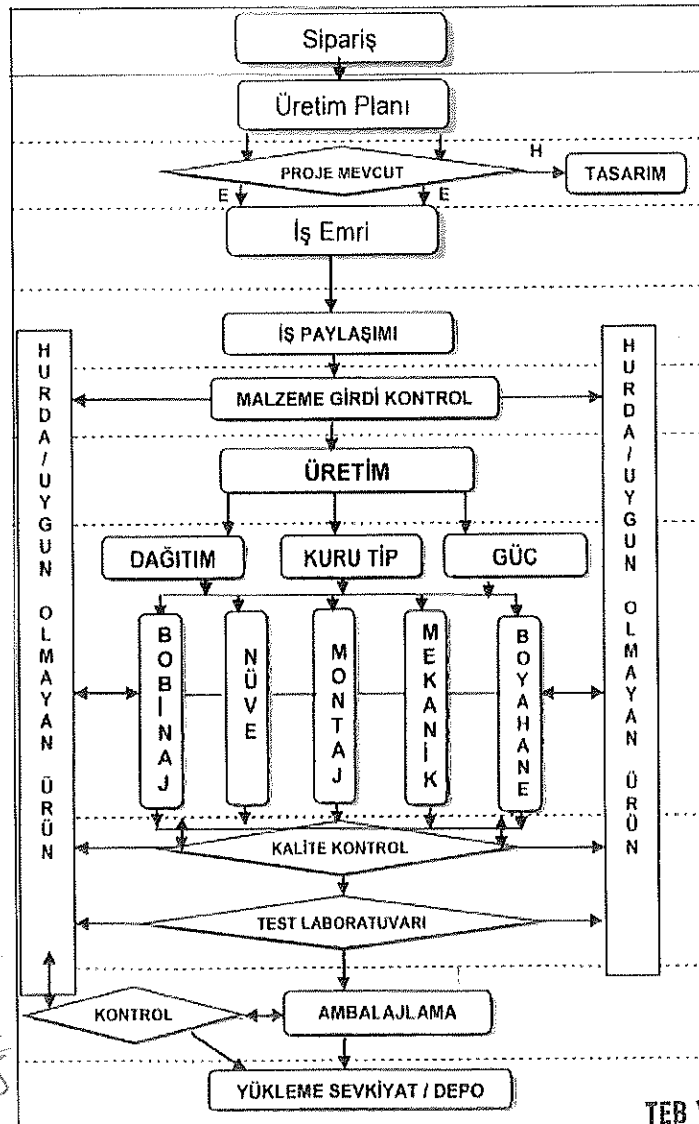 Sipariş
Üretim Planı
PROJE MEVCUT
H
TASARIM
E
E
İş Emri
İŞ PAYLAŞIMI
HURDA/UYGUN OLMAYAN ÜRÜN
HURDA/UYGUN OLMAYAN ÜRÜN
MALZEME GİRDİ KONTROL
ÜRETİM
DAĞITIM
KURU TİP
GÜC
BOBINAJ
NÜVE
MONTAJ
MEKANİK
BOYAHANE
KALİTE KONTROL
TEST LABORATUVARI
KONTROL
AMBALAJLAMA
YÜKLEME SEVKİYAT / DEPO
TEB